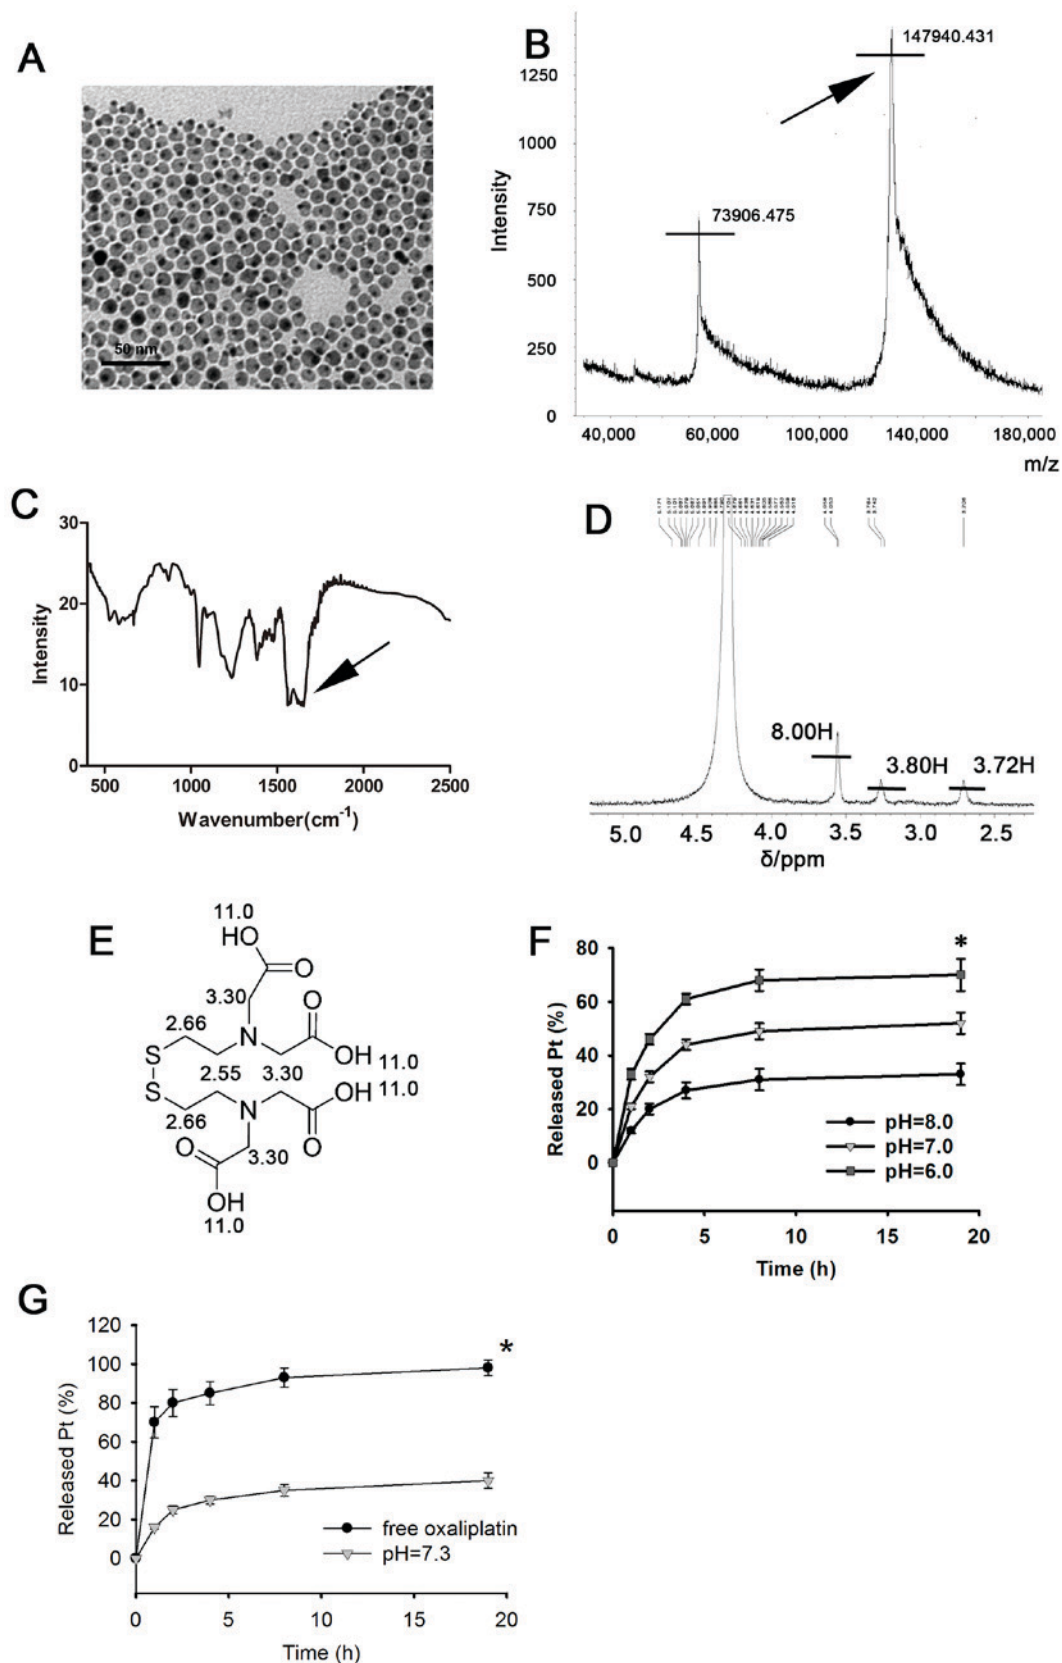 A
50 nm
B
147940.431
73906.475
1250
1000
750
500
250
0
Intensity
40,000 60,000 100,000 140,000 180,000
m/z
C
30
20
10
0
Intensity
500 1000 1500 2000 2500
Wavenumber(cm-1)
D
8.00H
3.80H
3.72H
5.0 4.5 4.0 3.5 3.0 2.5
δ/ppm
E
11.0
HO
O
3.30
O
2.66
N
OH 11.0
S
2.55 3.30
S
OH 11.0
2.66
N
O
O
3.30
OH
11.0
F
80
60
40
20
0
Released Pt (%)
*
pH=8.0
pH=7.0
pH=6.0
0 5 10 15 20
Time (h)
G
120
100
80
60
40
20
0
Released Pt (%)
*
free oxaliplatin
pH=7.3
0 5 10 15 20
Time (h)